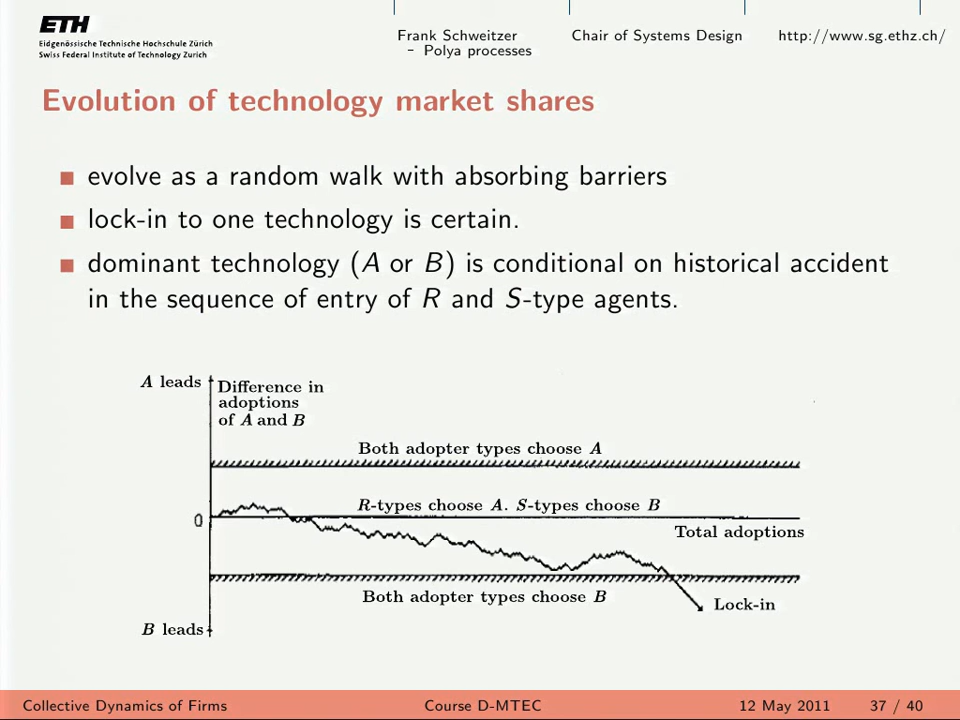 ETH
Eidgenössische Technische Hochschule Zürich
Swiss Federal Institute of Technology Zurich
Frank Schweitzer
- Polya processes
Chair of Systems Design
http://www.sg.ethz.ch/
Evolution of technology market shares
evolve as a random walk with absorbing barriers
lock-in to one technology is certain.
dominant technology (A or B) is conditional on historical accident
in the sequence of entry of R and S-type agents.
A leads
Difference in
adoptions
of A and B
Both adopter types choose A
R-types choose A. S-types choose B
0
Total adoptions
Both adopter types choose B
Lock-in
B leads
Collective Dynamics of Firms
Course D-MTEC
12 May 2011
37 / 40